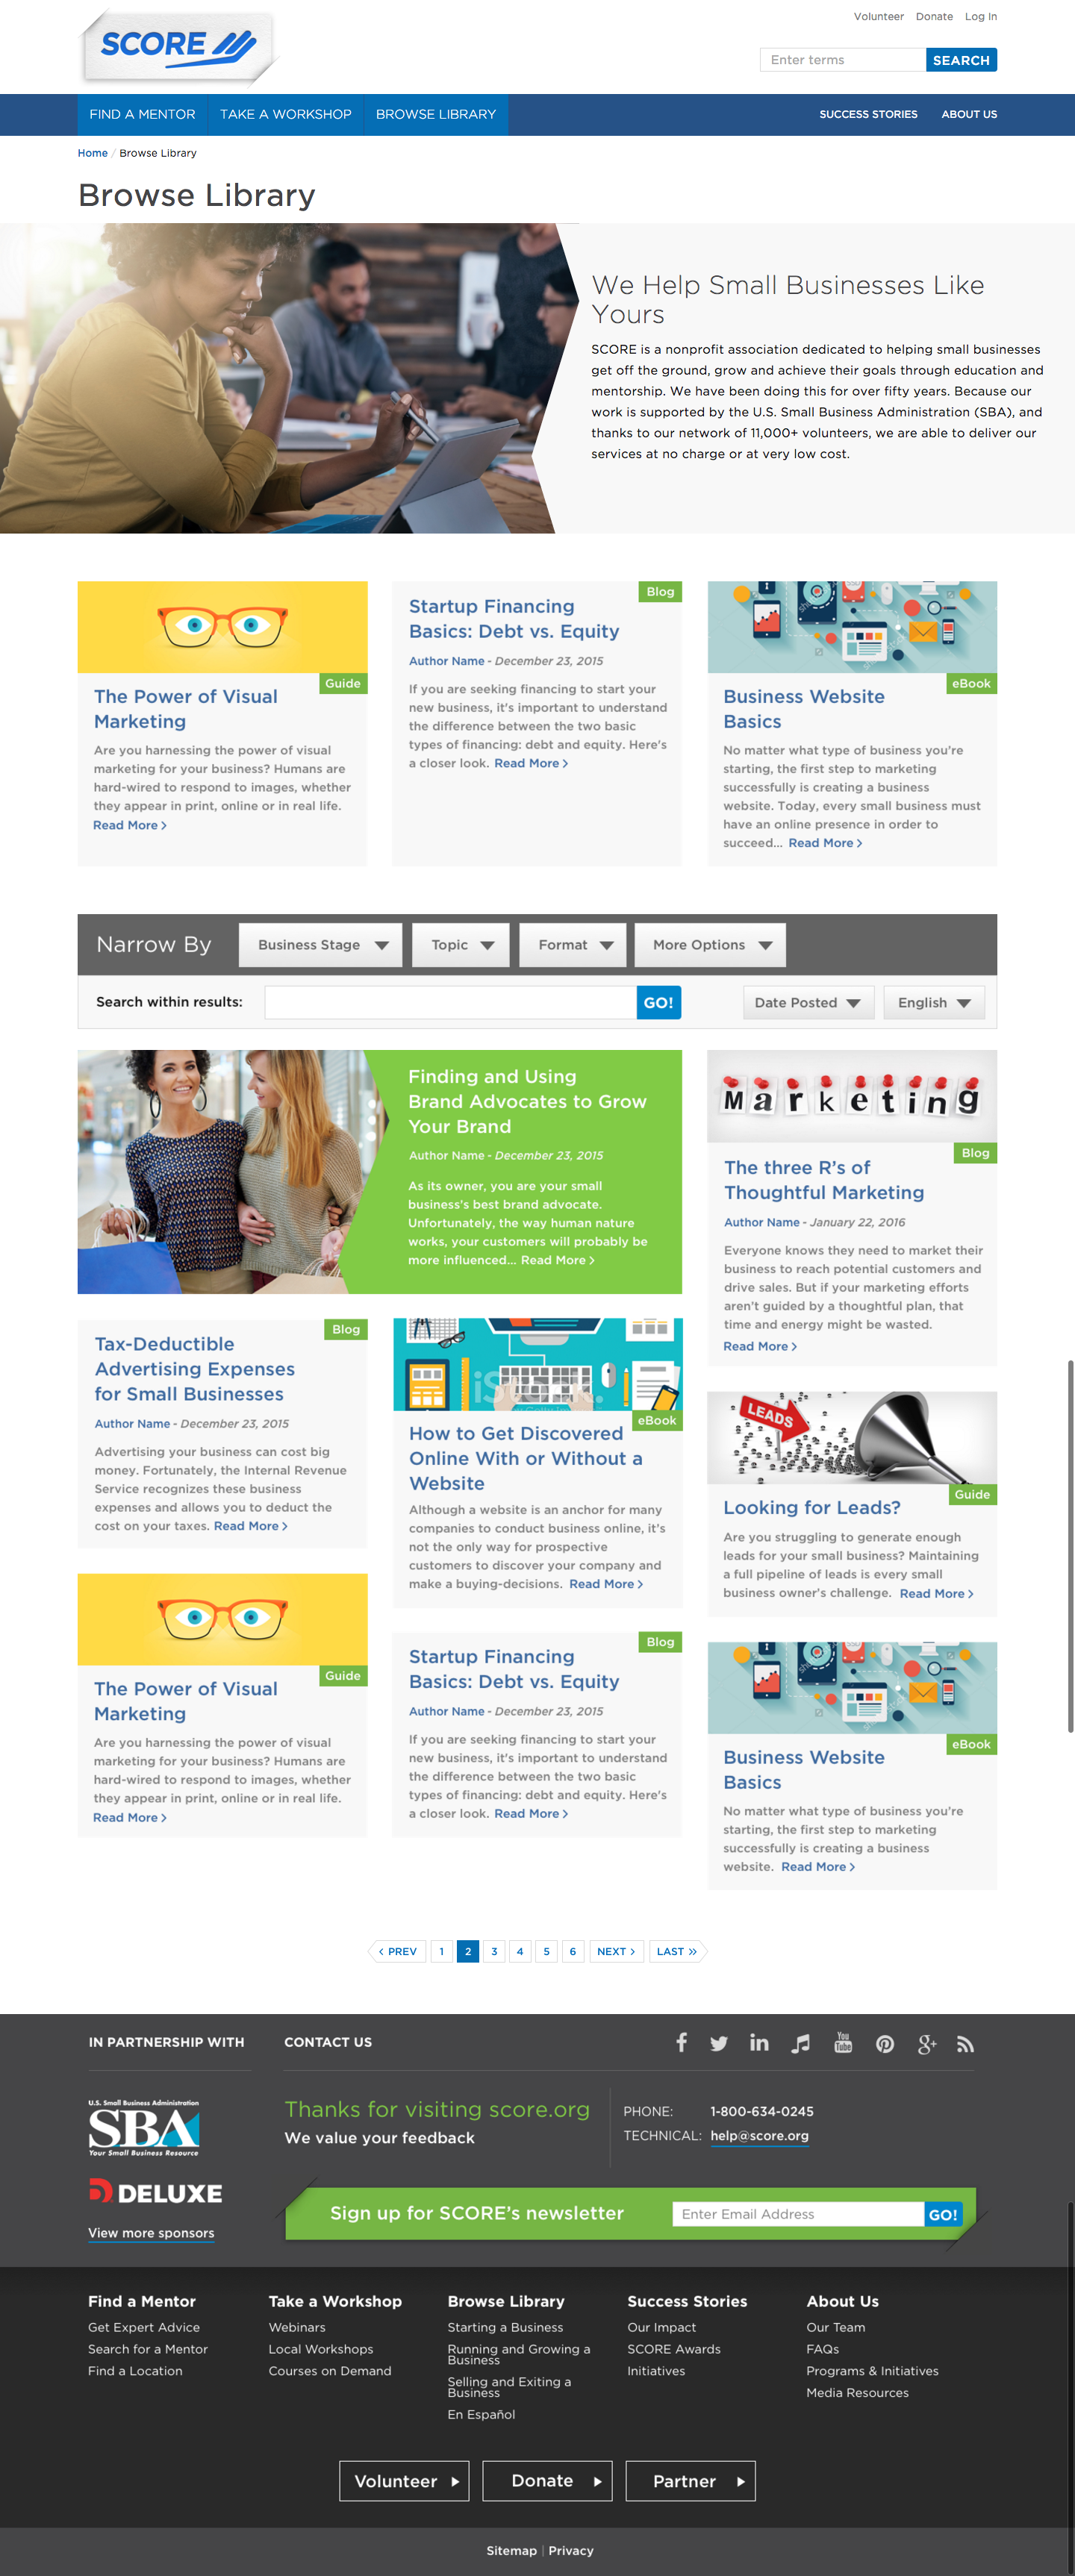 SCORE
Volunteer Donate Log In
Enter terms SEARCH
FIND A MENTOR TAKE A WORKSHOP BROWSE LIBRARY SUCCESS STORIES ABOUT US
Home / Browse Library
Browse Library
We Help Small Businesses Like
Yours
SCORE is a nonprofit association dedicated to helping small businesses
get off the ground, grow and achieve their goals through education and
mentorship. We have been doing this for over fifty years. Because our
work is supported by the U.S. Small Business Administration (SBA), and
thanks to our network of 11,000+ volunteers, we are able to deliver our
services at no charge or at very low cost.
Guide
The Power of Visual
Marketing
Are you harnessing the power of visual
marketing for your business? Humans are
hard-wired to respond to images, whether
they appear in print, online or in real life.
Read More >
Blog
Startup Financing
Basics: Debt vs. Equity
Author Name - December 23, 2015
If you are seeking financing to start your
new business, it's important to understand
the difference between the two basic
types of financing: debt and equity. Here's
a closer look. Read More >
eBook
Business Website
Basics
No matter what type of business you're
starting, the first step to marketing
successfully is creating a business
website. Today, every small business must
have an online presence in order to
succeed... Read More >
Narrow By Business Stage Topic Format More Options
Search within results: GO! Date Posted English
Finding and Using
Brand Advocates to Grow
Your Brand
Author Name - December 23, 2015
As its owner, you are your small
business's best brand advocate.
Unfortunately, the way human nature
works, your customers will probably be
more influenced... Read More >
Marketing
Blog
The three R's of
Thoughtful Marketing
Author Name - January 22, 2016
Everyone knows they need to market their
business to reach potential customers and
drive sales. But if your marketing efforts
aren't guided by a thoughtful plan, that
time and energy might be wasted.
Read More >
Blog
Tax-Deductible
Advertising Expenses
for Small Businesses
Author Name - December 23, 2015
Advertising your business can cost big
money. Fortunately, the Internal Revenue
Service recognizes these business
expenses and allows you to deduct the
cost on your taxes. Read More >
eBook
How to Get Discovered
Online With or Without a
Website
Although a website is an anchor for many
companies to conduct business online, it's
not the only way for prospective
customers to discover your company and
make a buying-decisions. Read More >
LEADS
Guide
Looking for Leads?
Are you struggling to generate enough
leads for your small business? Maintaining
a full pipeline of leads is every small
business owner's challenge. Read More >
Guide
The Power of Visual
Marketing
Are you harnessing the power of visual
marketing for your business? Humans are
hard-wired to respond to images, whether
they appear in print, online or in real life.
Read More >
Blog
Startup Financing
Basics: Debt vs. Equity
Author Name - December 23, 2015
If you are seeking financing to start your
new business, it's important to understand
the difference between the two basic
types of financing: debt and equity. Here's
a closer look. Read More >
eBook
Business Website
Basics
No matter what type of business you're
starting, the first step to marketing
successfully is creating a business
website. Read More >
< PREV 1 2 3 4 5 6 NEXT > LAST >>
IN PARTNERSHIP WITH
U.S. Small Business Administration
SBA
Your Small Business Resource
DELUXE
View more sponsors
CONTACT US
f in You Tube g+
Thanks for visiting score.org
We value your feedback
PHONE: 1-800-634-0245
TECHNICAL: help@score.org
Sign up for SCORE's newsletter Enter Email Address GO!
Find a Mentor
Get Expert Advice
Search for a Mentor
Find a Location
Take a Workshop
Webinars
Local Workshops
Courses on Demand
Browse Library
Starting a Business
Running and Growing a
Business
Selling and Exiting a
Business
En Español
Success Stories
Our Impact
SCORE Awards
Initiatives
About Us
Our Team
FAQs
Programs & Initiatives
Media Resources
Volunteer Donate Partner
Sitemap | Privacy